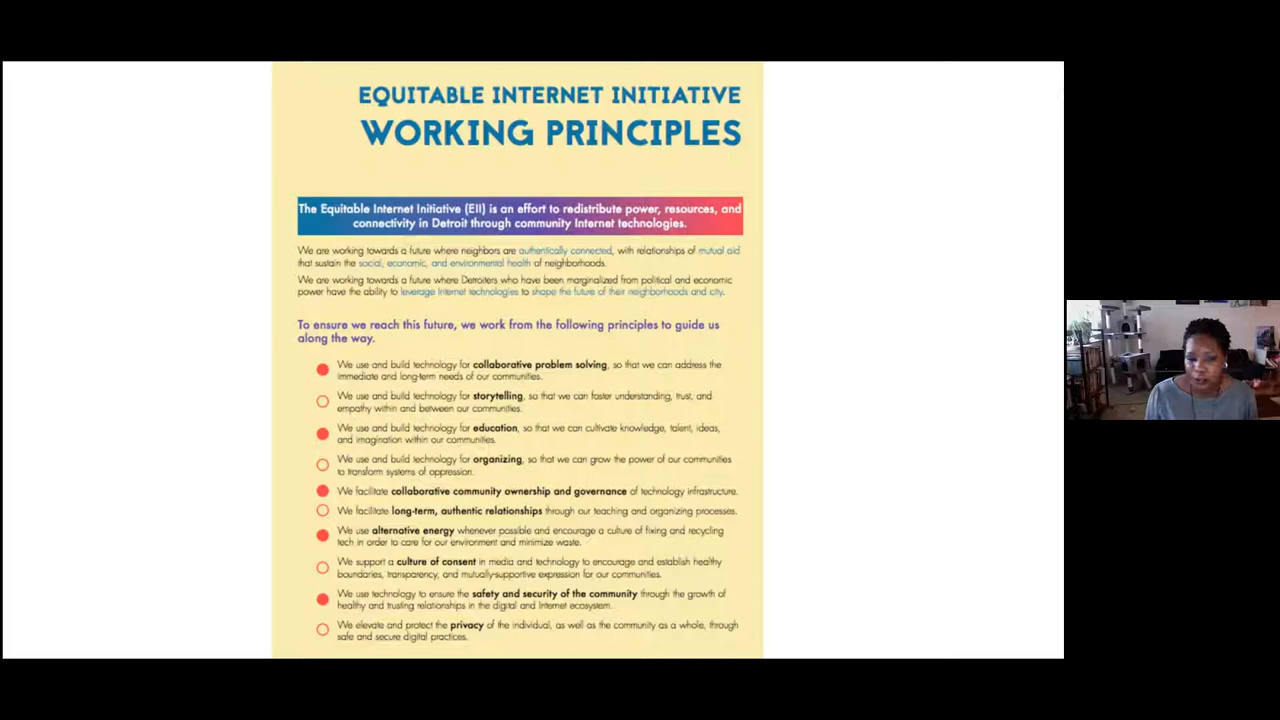 EQUITABLE INTERNET INITIATIVE
WORKING PRINCIPLES
The Equitable Internet Initiative (EII) is an effort to redistribute power, resources, and
connectivity in Detroit through community Internet technologies.
We are working towards a future where neighbors are authentically connected, with relationships of mutual aid
that sustain the social, economic, and environmental health of neighborhoods.
We are working towards a future where Detroiters who have been marginalized from political and economic
power have the ability to leverage Internet technologies to shape the future of their neighborhoods and city.
To ensure we reach this future, we work from the following principles to guide us
along the way.
We use and build technology for collaborative problem solving, so that we can address the
immediate and long-term needs of our communities.
We use and build technology for storytelling, so that we can foster understanding, trust, and
empathy within and between our communities.
We use and build technology for education, so that we can cultivate knowledge, talent, ideas,
and imagination within our communities.
We use and build technology for organizing, so that we can grow the power of our communities
to transform systems of oppression.
We facilitate collaborative community ownership and governance of technology infrastructure.
We facilitate long-term, authentic relationships through our teaching and organizing processes.
We use alternative energy whenever possible and encourage a culture of fixing and recycling
tech in order to care for our environment and minimize waste.
We support a culture of consent in media and technology to encourage and establish healthy
boundaries, transparency, and mutually-supportive expression for our communities.
We use technology to ensure the safety and security of the community through the growth of
healthy and trusting relationships in the digital and Internet ecosystem.
We elevate and protect the privacy of the individual, as well as the community as a whole, through
safe and secure digital practices.